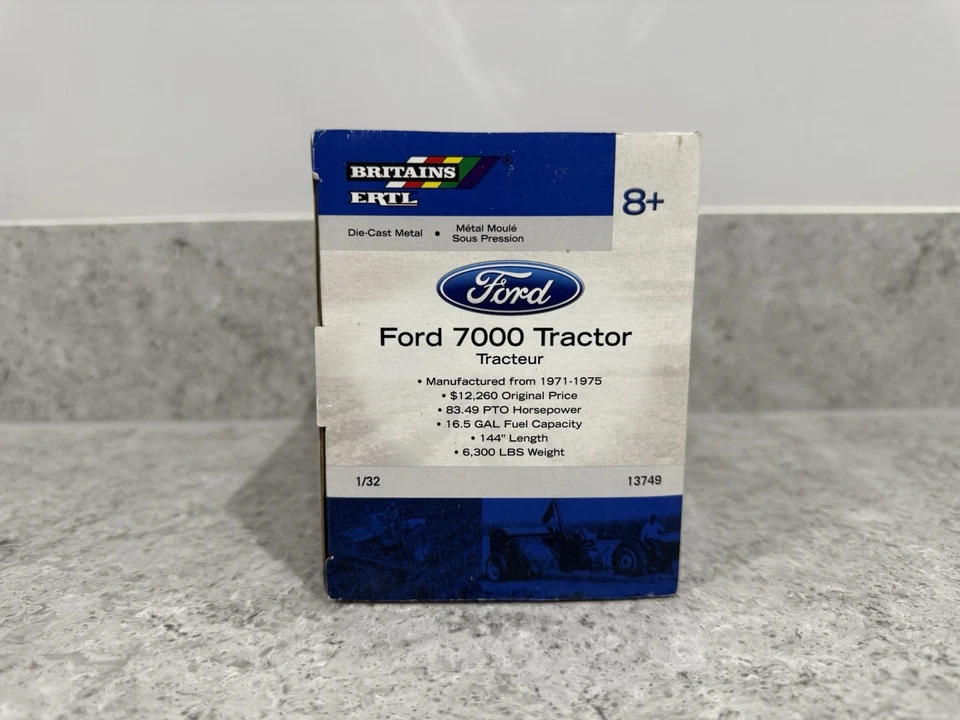 BRITAINS ®
ERTL
8+
Die-Cast Metal • Métal Moulé
Sous Pression
Ford
Ford 7000 Tractor
Tracteur
• Manufactured from 1971-1975
• $12,260 Original Price
• 83.49 PTO Horsepower
• 16.5 GAL Fuel Capacity
• 144" Length
• 6,300 LBS Weight
1/32 13749